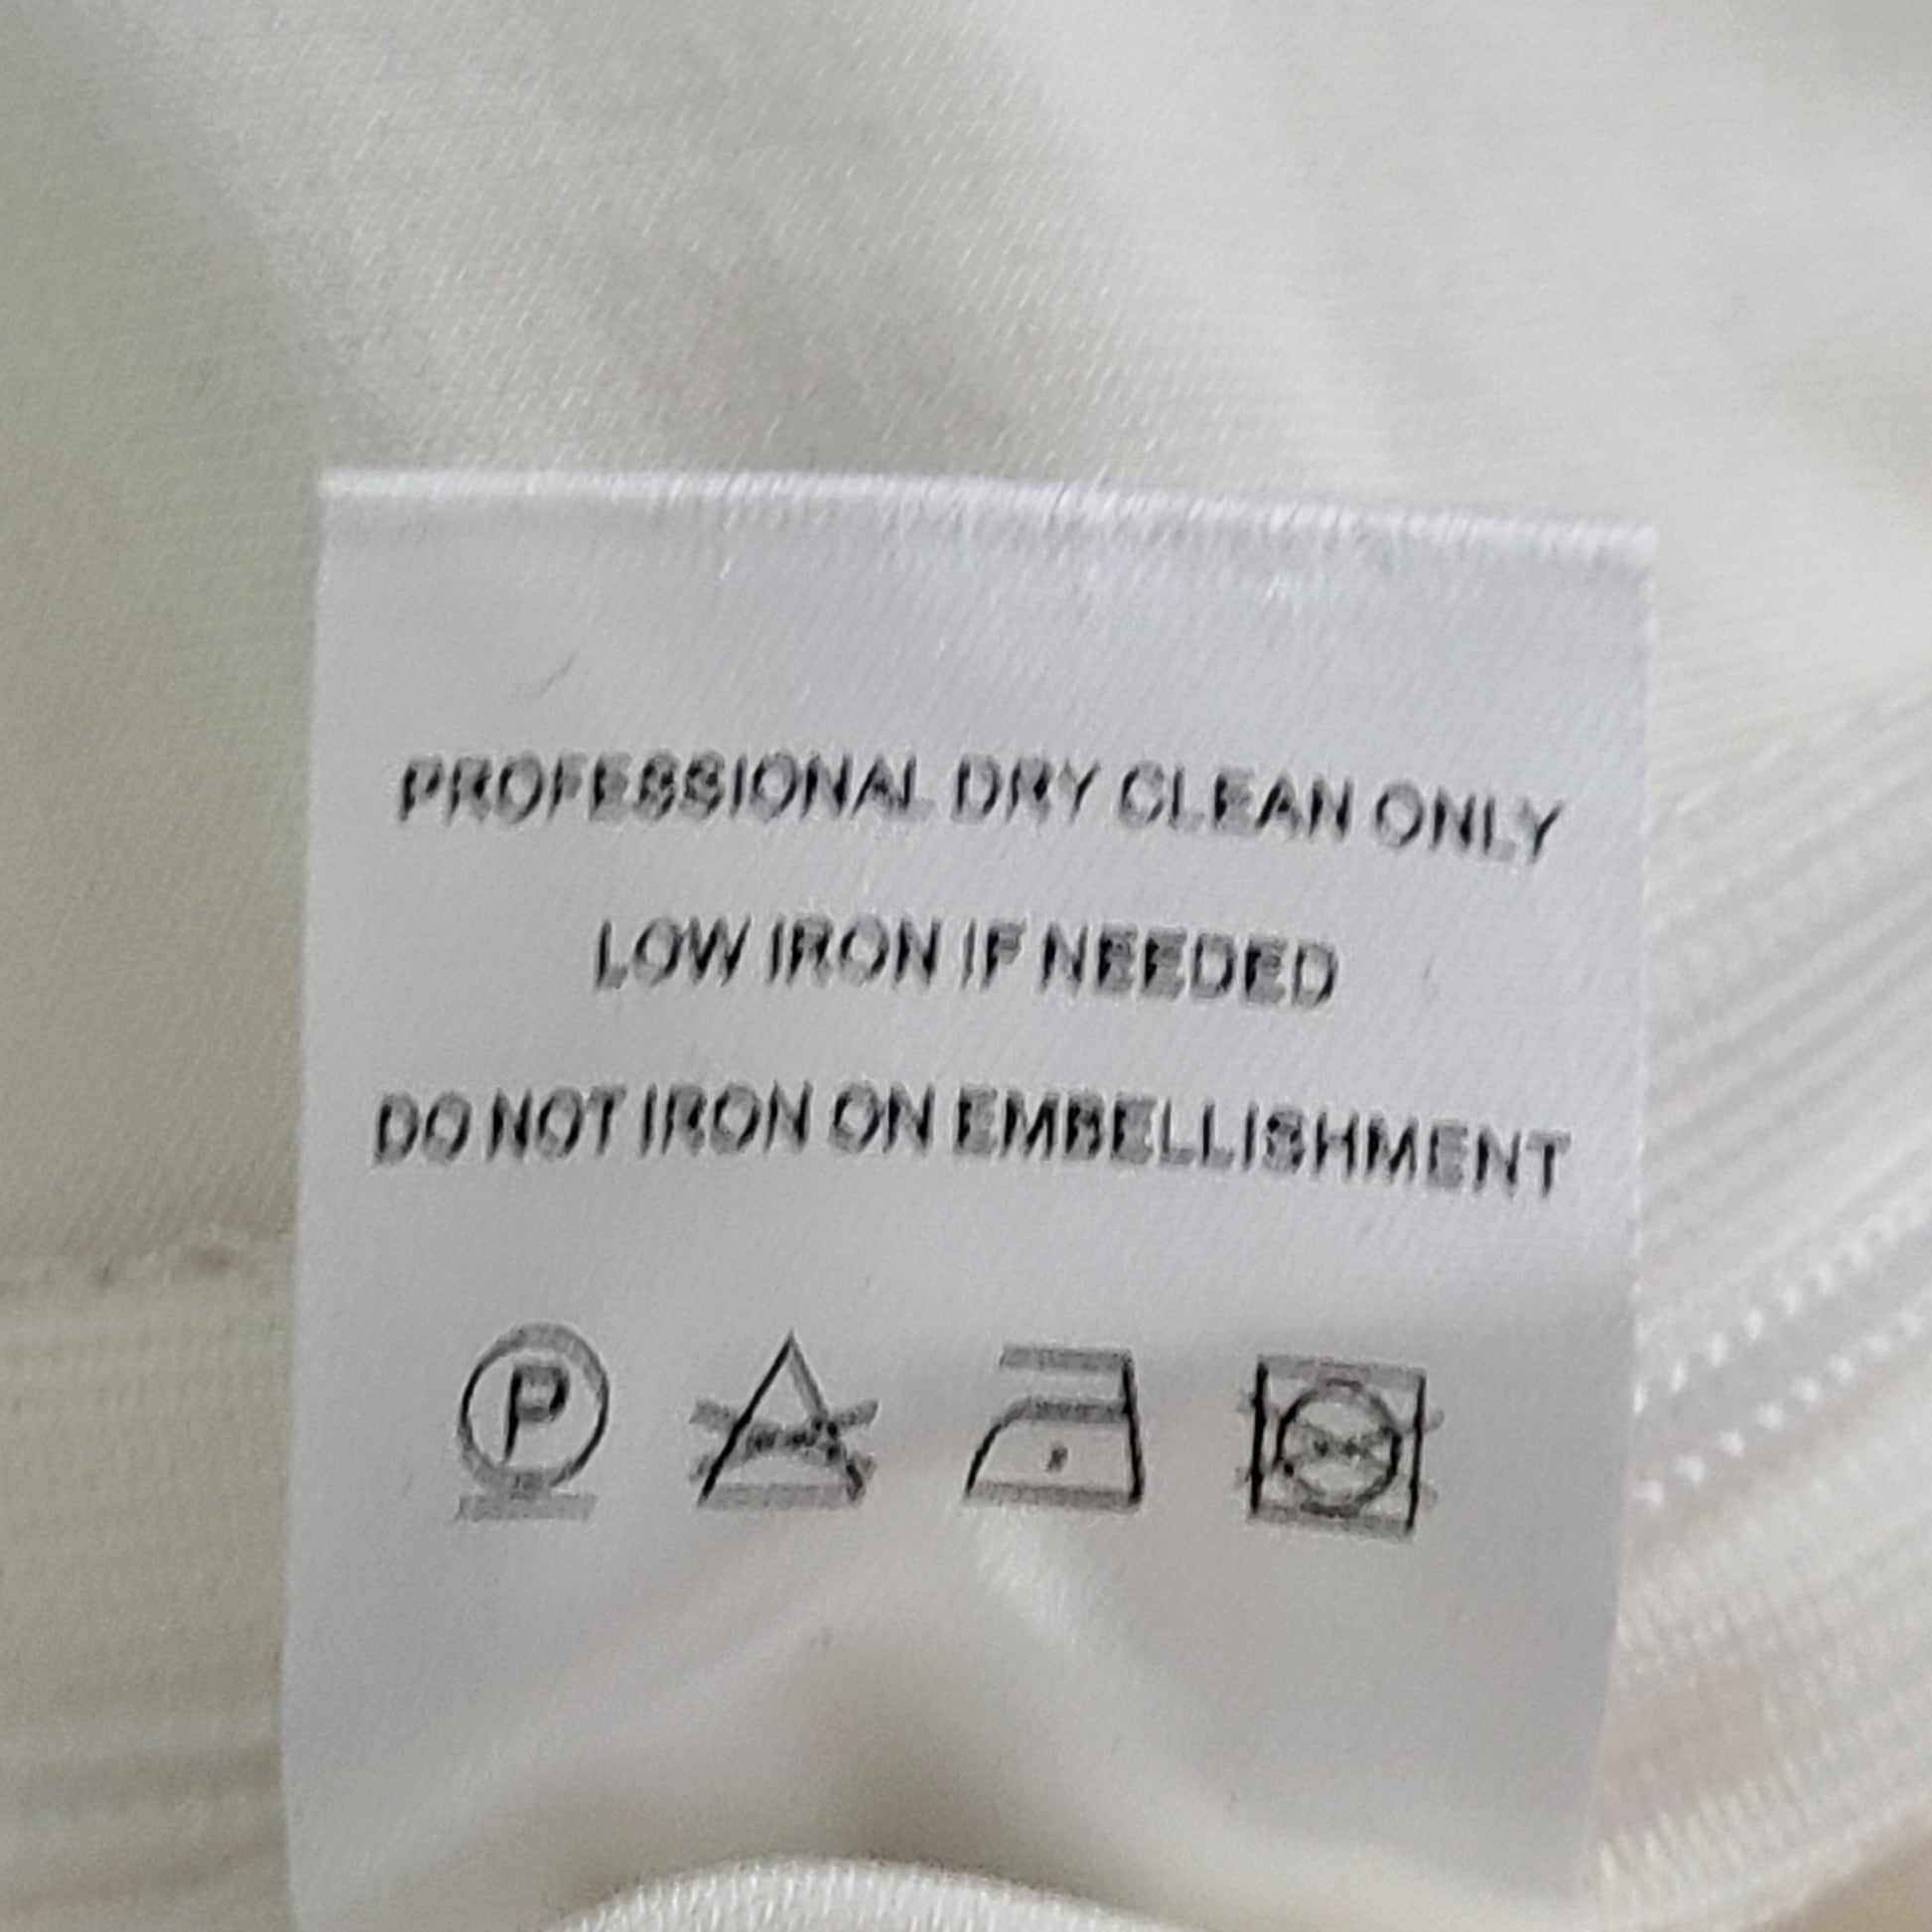 PROFESSIONAL DRY CLEAN ONLY
LOW IRON IF NEEDED
DO NOT IRON ON EMBELLISHMENT
P